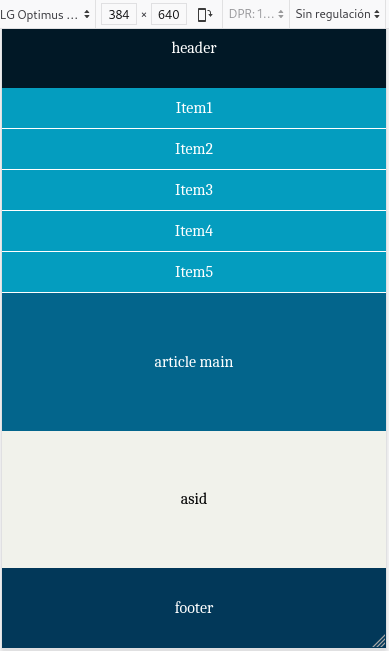 LG Optimus ... 384 × 640 DPR: 1... Sin regulación
header
Item1
Item2
Item3
Item4
Item5
article main
asid
footer